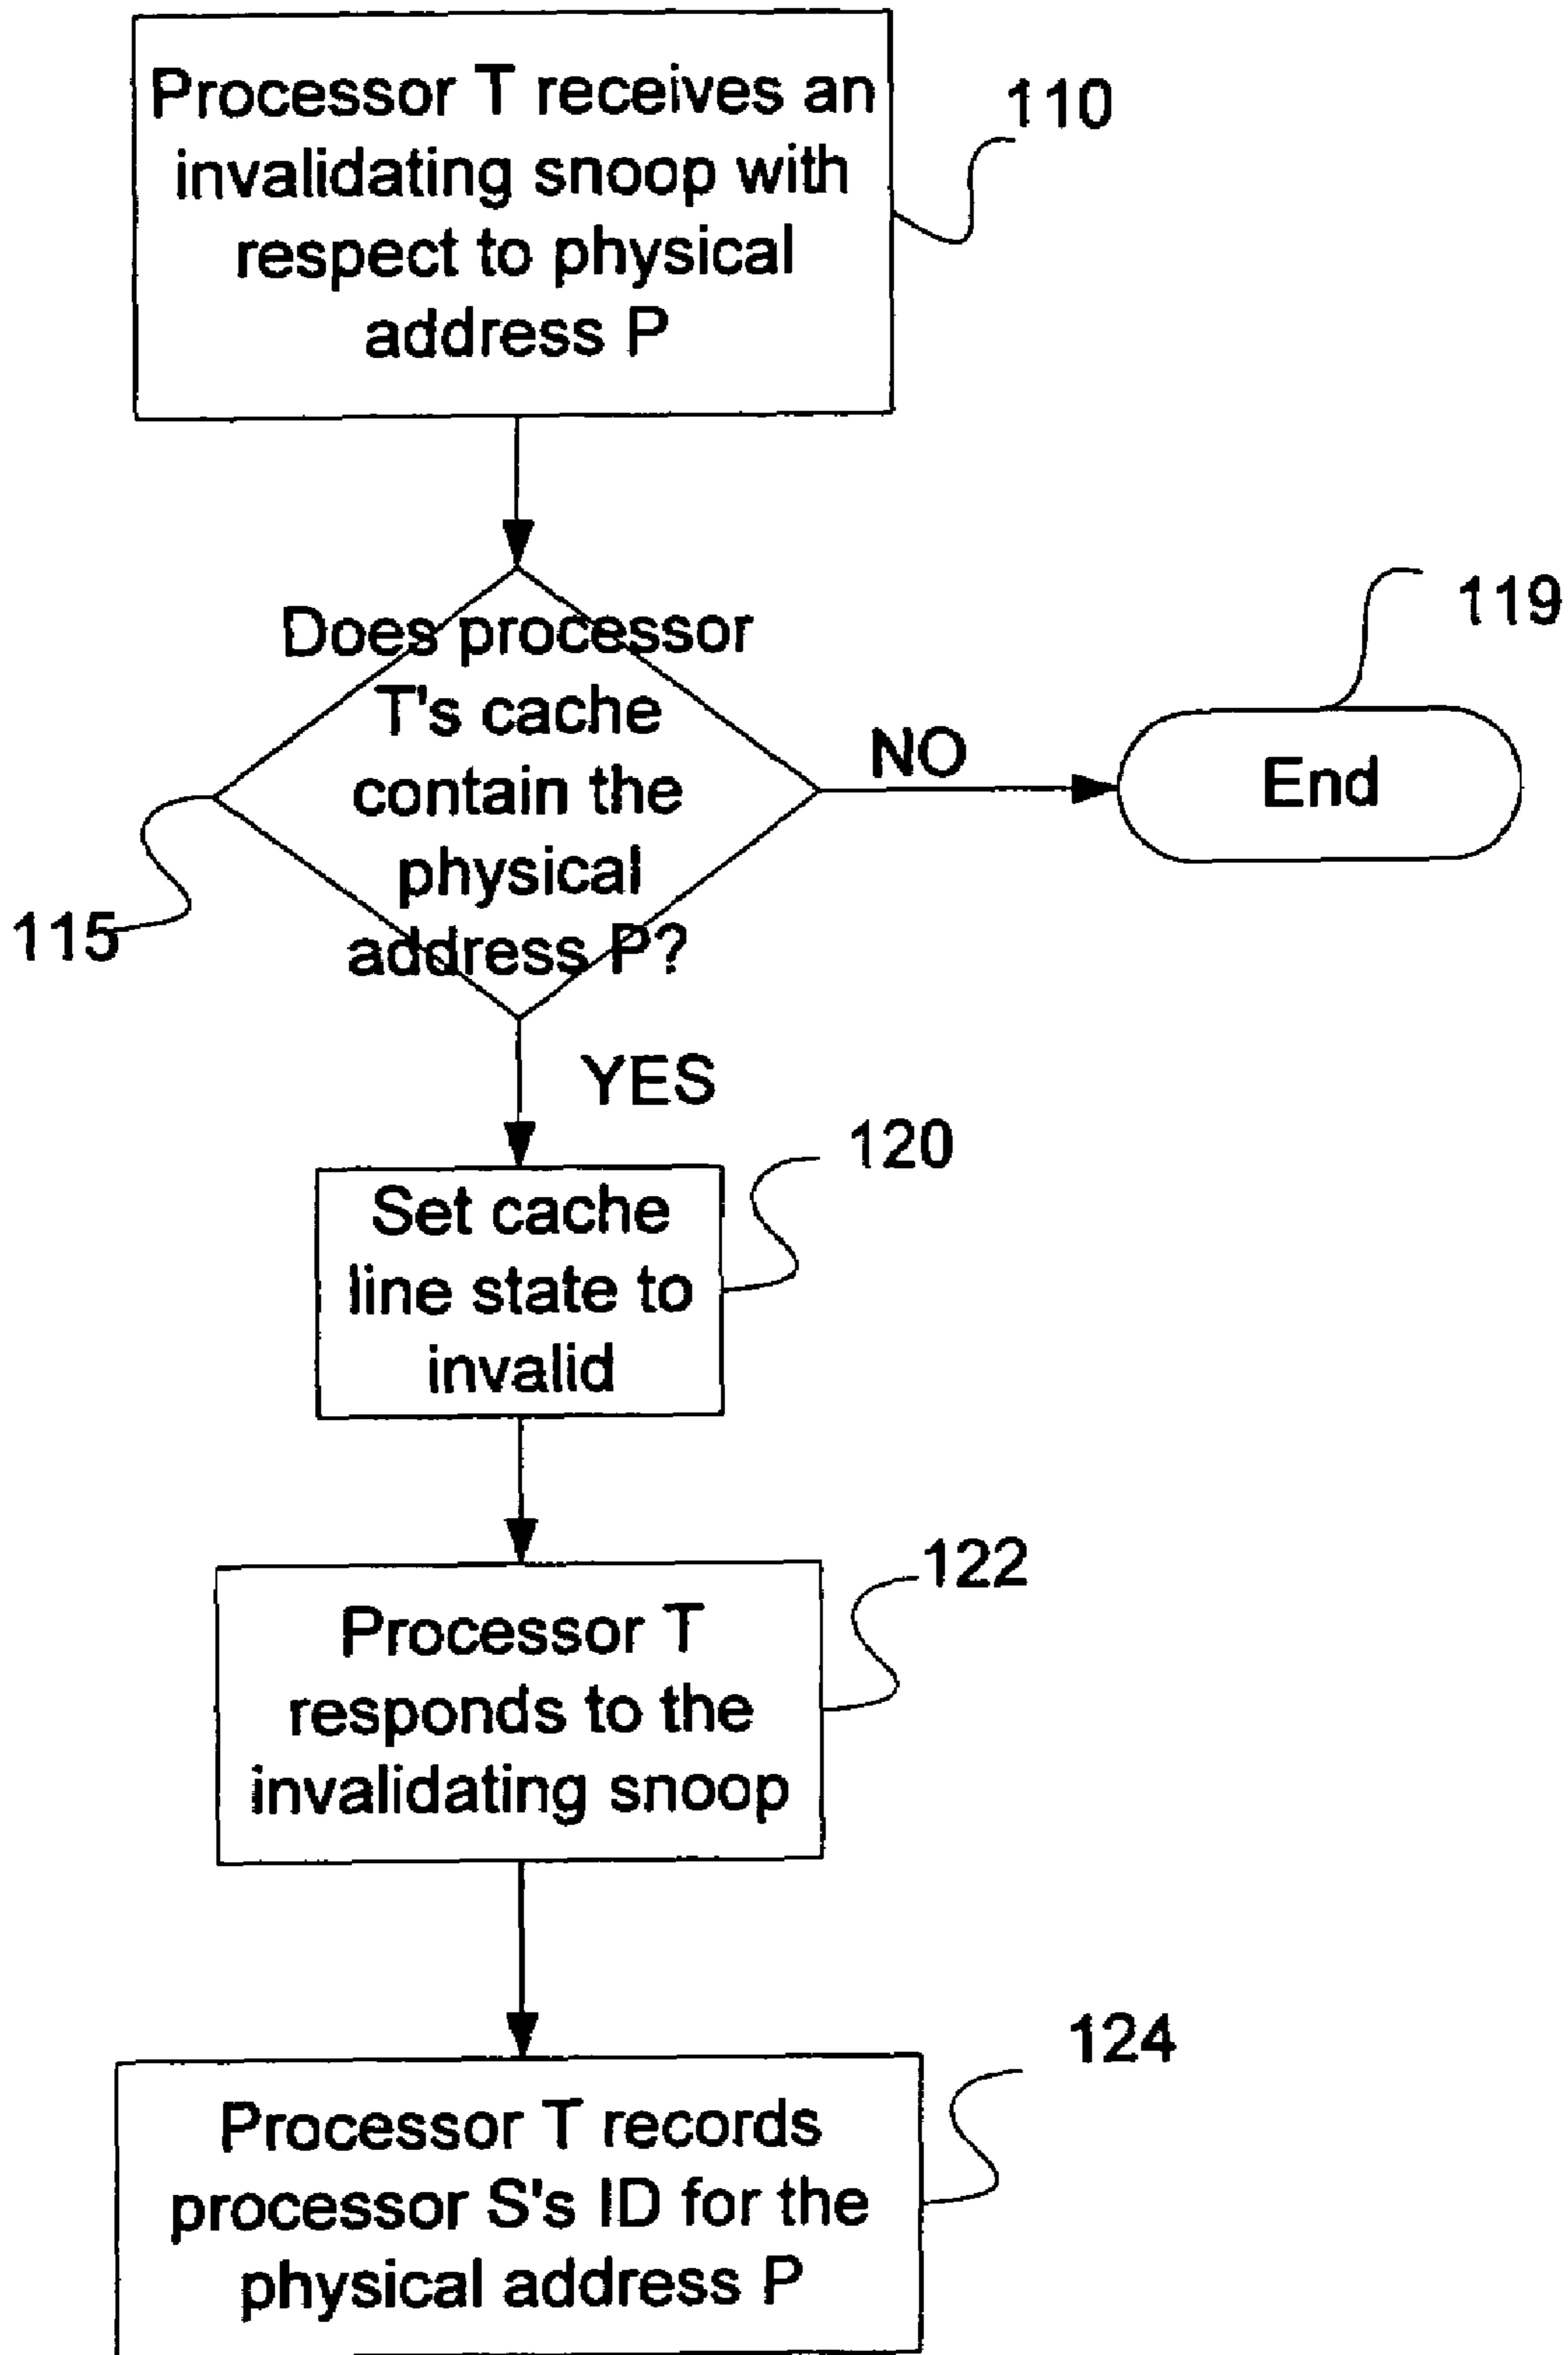 Processor T receives an
invalidating snoop with
respect to physical
address P
110
Does processor
T's cache
contain the
physical
address P?
115
NO
119
End
YES
120
Set cache
line state to
invalid
122
Processor T
responds to the
invalidating snoop
124
Processor T records
processor S's ID for the
physical address P